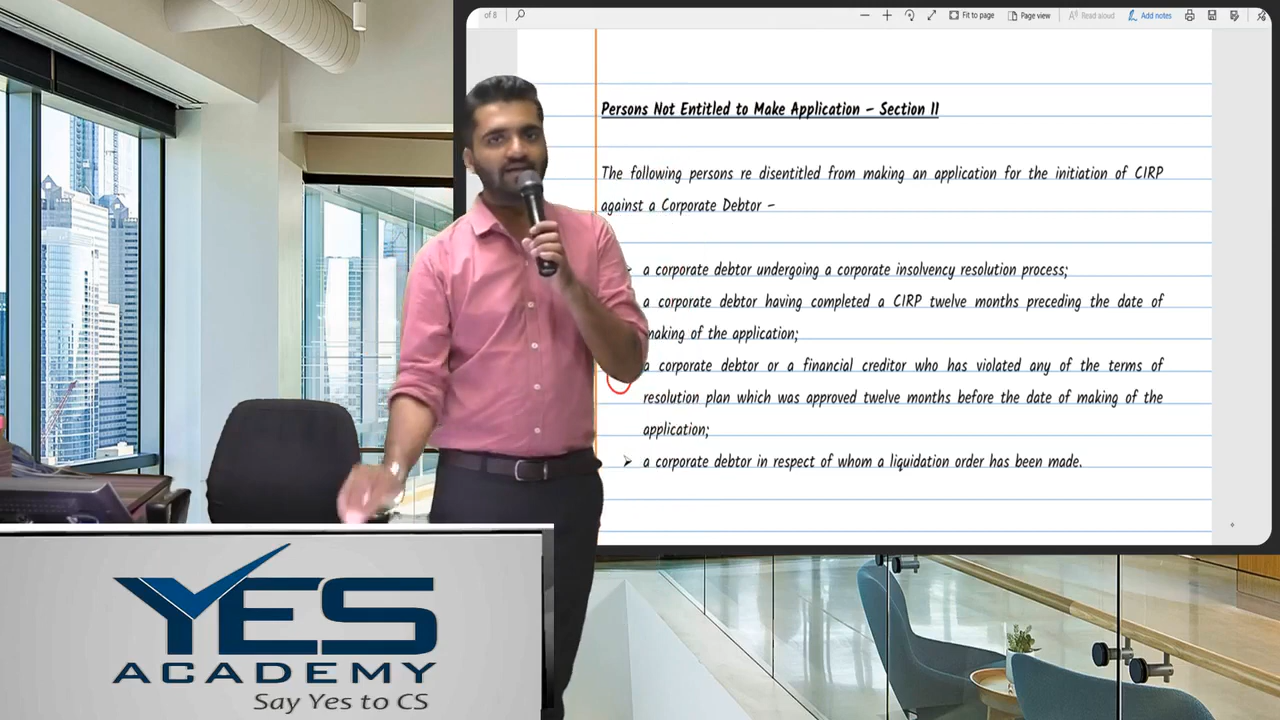 of 8
Fit to page
Page view
Read aloud
Add notes
Persons Not Entitled to Make Application – Section 11
The following persons re disentitled from making an application for the initiation of CIRP
against a Corporate Debtor –
a corporate debtor undergoing a corporate insolvency resolution process;
a corporate debtor having completed a CIRP twelve months preceding the date of
making of the application;
a corporate debtor or a financial creditor who has violated any of the terms of
resolution plan which was approved twelve months before the date of making of the
application;
➢ a corporate debtor in respect of whom a liquidation order has been made.
YES
ACADEMY
Say Yes to CS